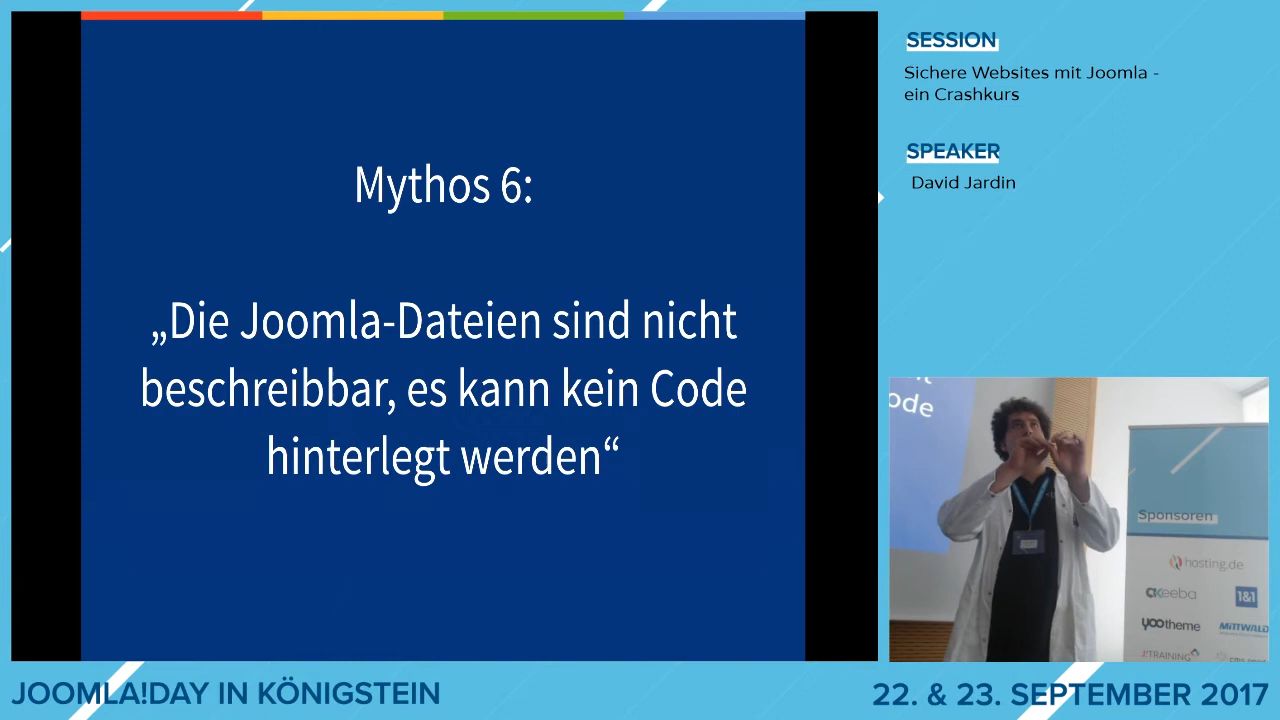 SESSION
Sichere Websites mit Joomla -
ein Crashkurs
SPEAKER
David Jardin
Mythos 6:
„Die Joomla-Dateien sind nicht
beschreibbar, es kann kein Code
hinterlegt werden“
ode
Sponsoren
hosting.de
akeeba
1&1
yootheme
MITTWALD
JOOMLA!DAY IN KÖNIGSTEIN
22. & 23. SEPTEMBER 2017